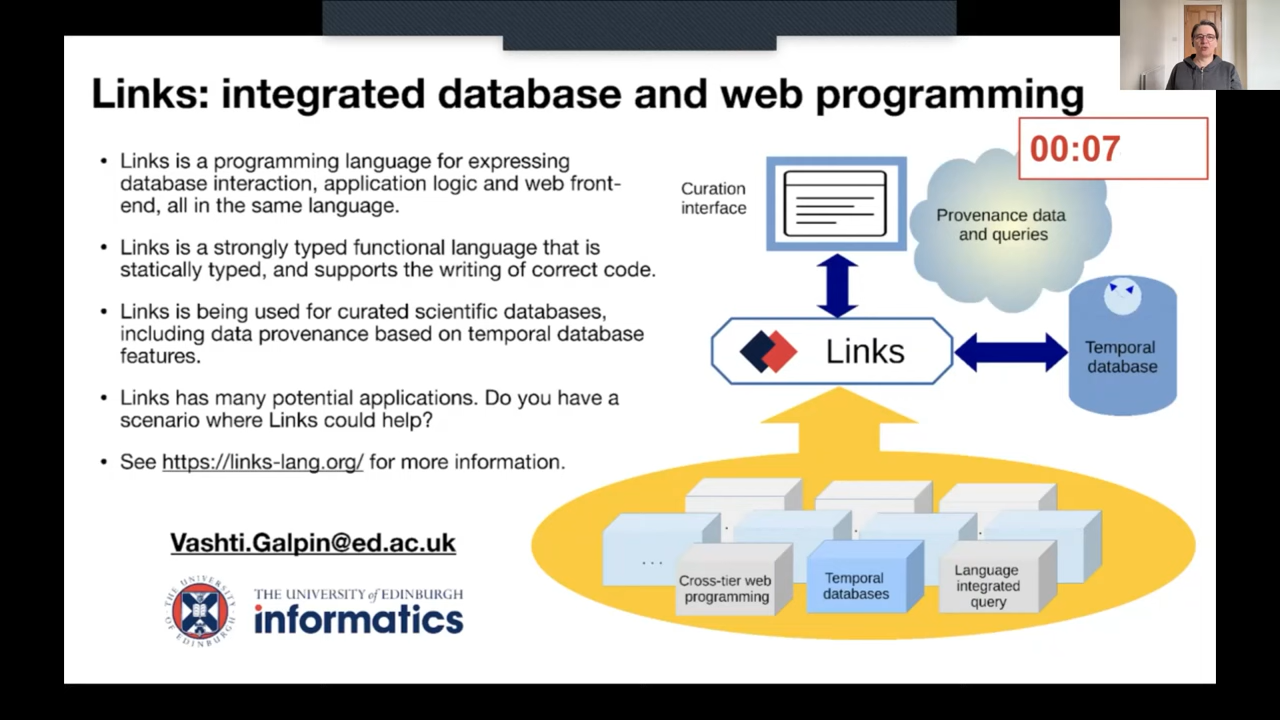 Links: integrated database and web programming
00:07
• Links is a programming language for expressing
database interaction, application logic and web front-
end, all in the same language.
• Links is a strongly typed functional language that is
statically typed, and supports the writing of correct code.
• Links is being used for curated scientific databases,
including data provenance based on temporal database
features.
• Links has many potential applications. Do you have a
scenario where Links could help?
• See https://links-lang.org/ for more information.
Vashti.Galpin@ed.ac.uk
THE UNIVERSITY OF EDINBURGH
THE UNIVERSITY of EDINBURGH
informatics
Curation
interface
Provenance data
and queries
Links
Temporal
database
...
Cross-tier web
programming
Temporal
databases
Language
integrated
query